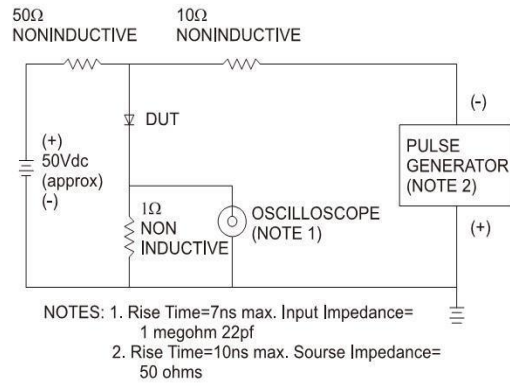 50Ω
NONINDUCTIVE
10Ω
NONINDUCTIVE
DUT
(+)
50Vdc
(approx)
(-)
1Ω
NON
INDUCTIVE
OSCILLOSCOPE
(NOTE 1)
(-)
PULSE
GENERATOR
(NOTE 2)
(+)
NOTES: 1. Rise Time=7ns max. Input Impedance=
1 megohm 22pf
2. Rise Time=10ns max. Sourse Impedance=
50 ohms